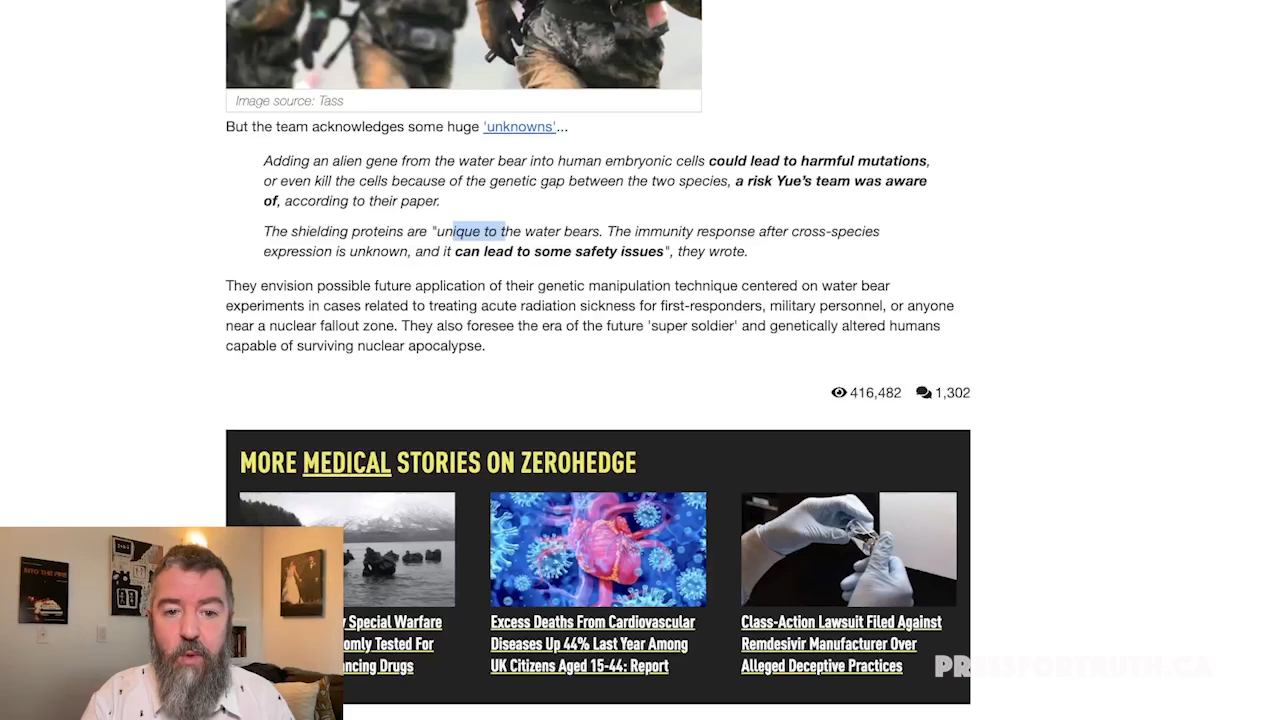 Image source: Tass
But the team acknowledges some huge 'unknowns'...
Adding an alien gene from the water bear into human embryonic cells could lead to harmful mutations,
or even kill the cells because of the genetic gap between the two species, a risk Yue's team was aware
of, according to their paper.
The shielding proteins are "unique to the water bears. The immunity response after cross-species
expression is unknown, and it can lead to some safety issues", they wrote.
They envision possible future application of their genetic manipulation technique centered on water bear
experiments in cases related to treating acute radiation sickness for first-responders, military personnel, or anyone
near a nuclear fallout zone. They also foresee the era of the future 'super soldier' and genetically altered humans
capable of surviving nuclear apocalypse.
416,482 1,302
MORE MEDICAL STORIES ON ZEROHEDGE
y Special Warfare
omly Tested For
ncing Drugs
Excess Deaths From Cardiovascular
Diseases Up 44% Last Year Among
UK Citizens Aged 15-44: Report
Class-Action Lawsuit Filed Against
Remdesivir Manufacturer Over
Alleged Deceptive Practices
PRESSFORTRUTH.CA
INTO THE FIRE